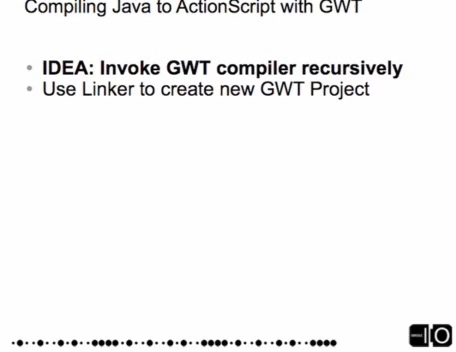 Compiling Java to ActionScript with GWT
IDEA: Invoke GWT compiler recursively
Use Linker to create new GWT Project
IO